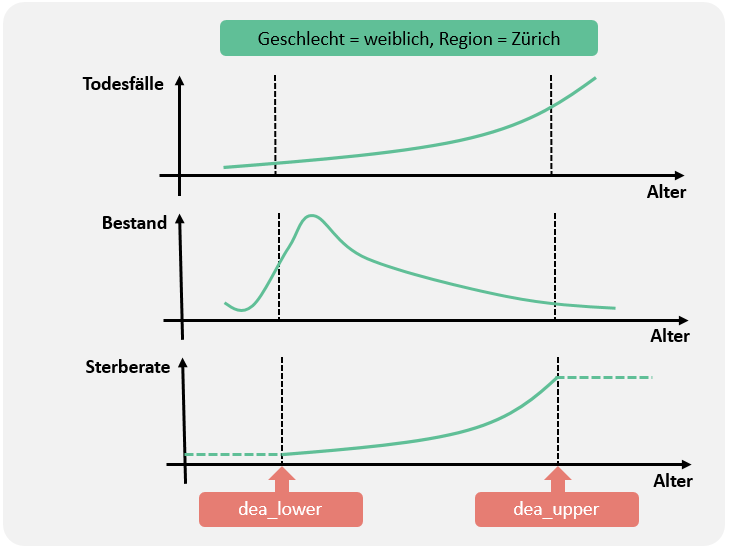 Geschlecht = weiblich, Region = Zürich
Todesfälle
Alter
Bestand
Alter
Sterberate
Alter
dea_lower
dea_upper